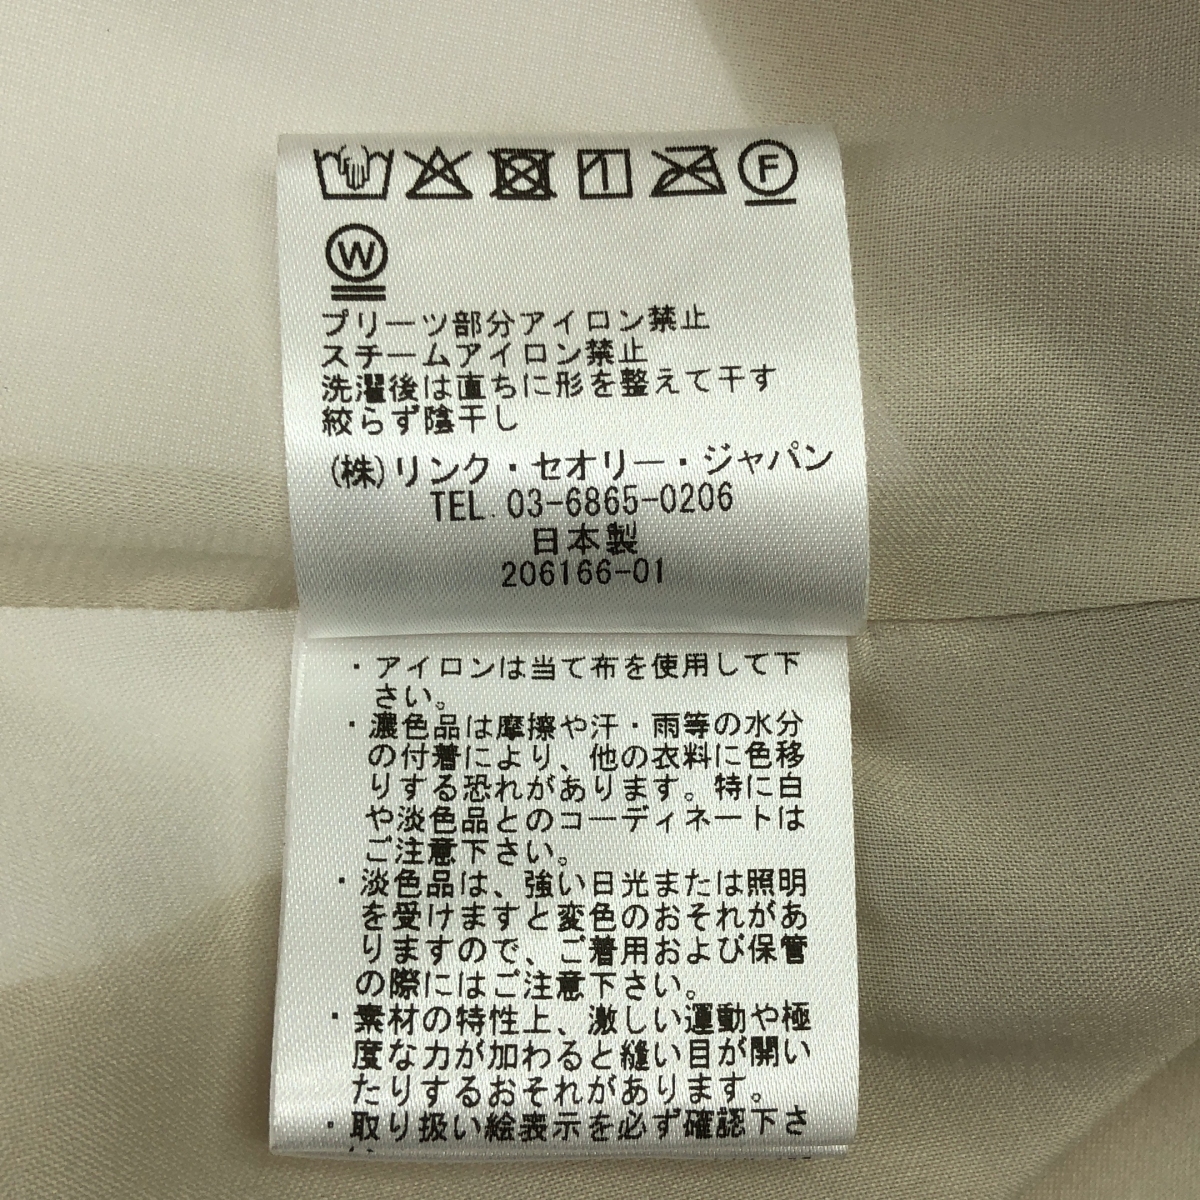 F
W
プリーツ部分アイロン禁止
スチームアイロン禁止
洗濯後は直ちに形を整えて干す
絞らず陰干し
(株)リンク・セオリー・ジャパン
TEL.03-6865-0206
日本製
206166-01
・アイロンは当て布を使用して下
さい。
・濃色品は摩擦や汗・雨等の水分
の付着により、他の衣料に色移
りする恐れがあります。特に白
や淡色品とのコーディネートは
ご注意下さい。
・淡色品は、強い日光または照明
を受けますと変色のおそれがあ
りますので、ご着用および保管
の際にはご注意下さい。
・素材の特性上、激しい運動や極
度な力が加わると縫い目が開い
たりするおそれがあります。
・取り扱い絵表示を必ず確認下さ